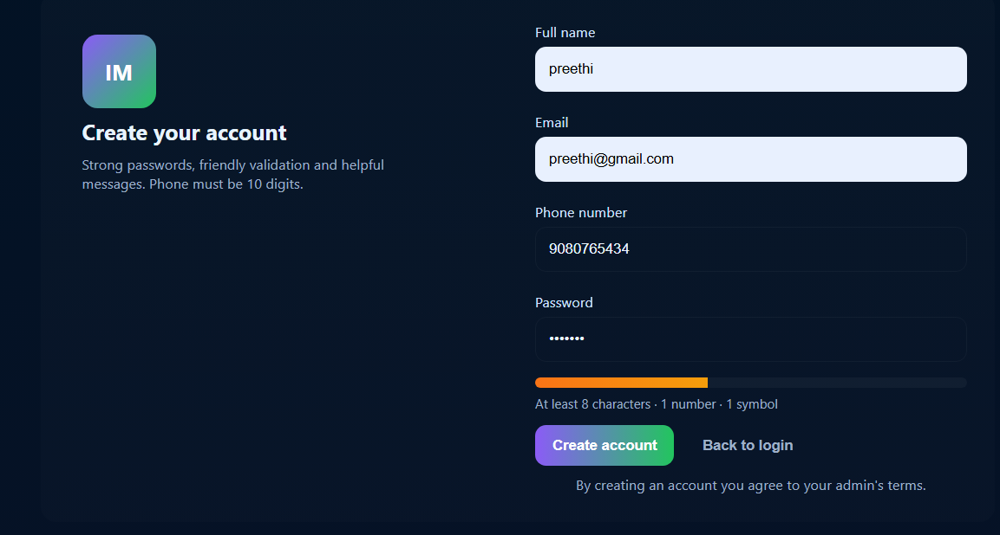 IM
Create your account
Strong passwords, friendly validation and helpful
messages. Phone must be 10 digits.
Full name
preethi
Email
preethi@gmail.com
Phone number
9080765434
Password
•••••••
At least 8 characters · 1 number · 1 symbol
Create account
Back to login
By creating an account you agree to your admin's terms.